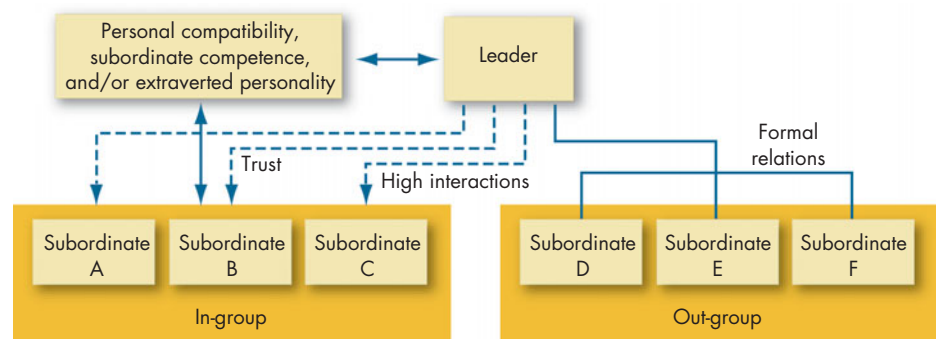 Personal compatibility,
subordinate competence,
and/or extraverted personality
Leader
Trust
High interactions
Formal
relations
Subordinate
A
Subordinate
B
Subordinate
C
In-group
Subordinate
D
Subordinate
E
Subordinate
F
Out-group